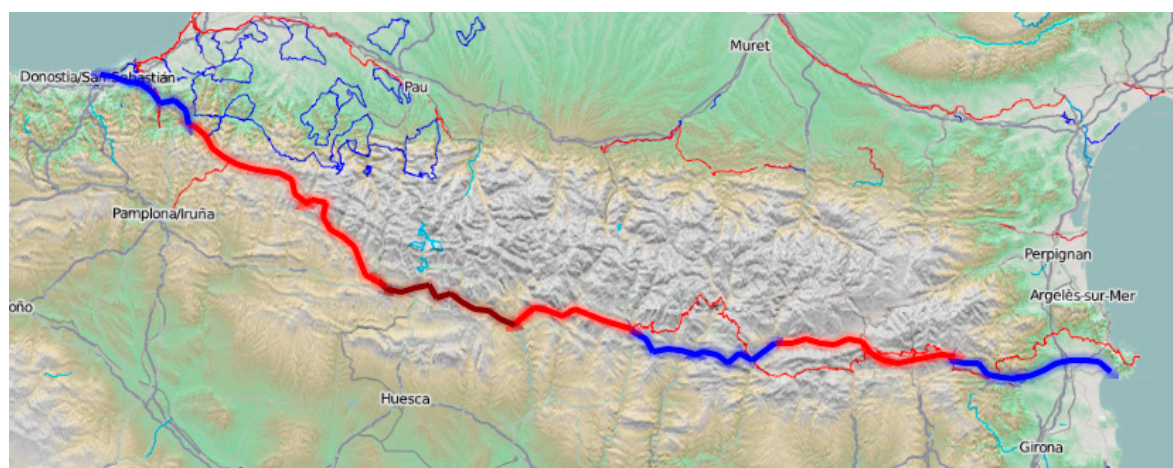 Muret
Donostia/San Sebastián
Pau
Pamplona/Iruña
Perpignan
Argelès-sur-Mer
oño
Huesca
Girona